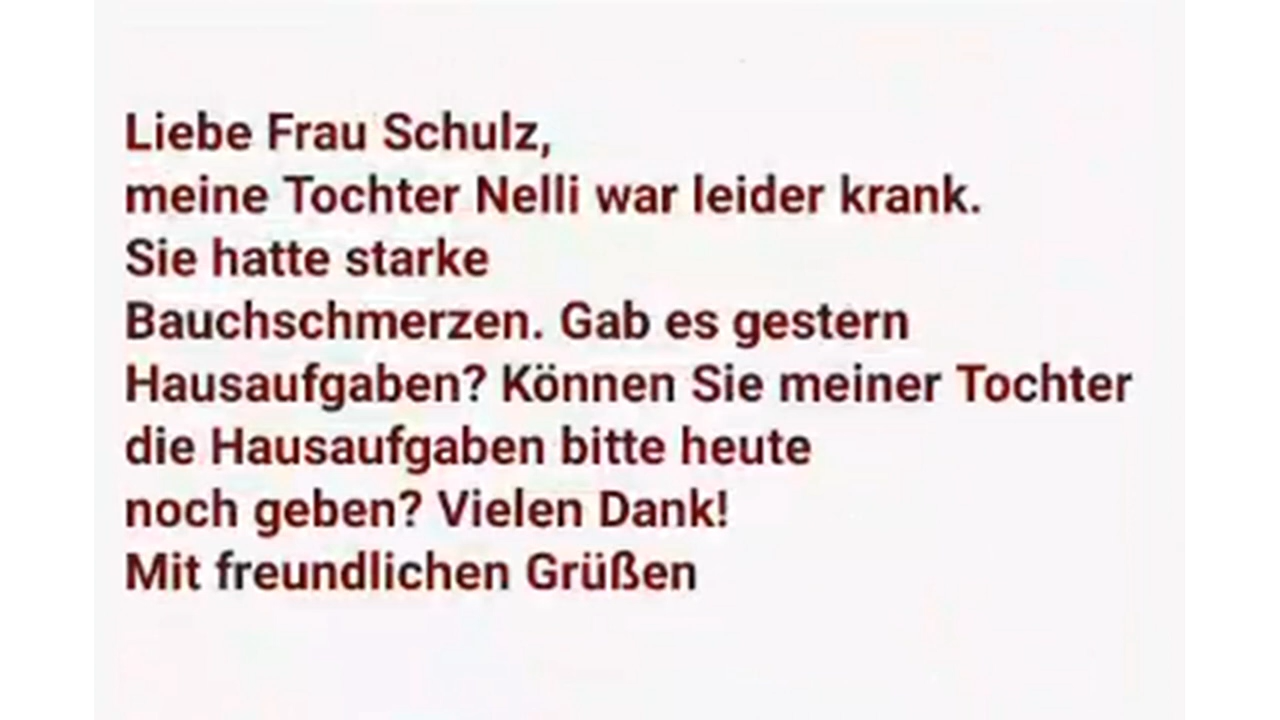 Liebe Frau Schulz,
meine Tochter Nelli war leider krank.
Sie hatte starke
Bauchschmerzen. Gab es gestern
Hausaufgaben? Können Sie meiner Tochter
die Hausaufgaben bitte heute
noch geben? Vielen Dank!
Mit freundlichen Grüßen